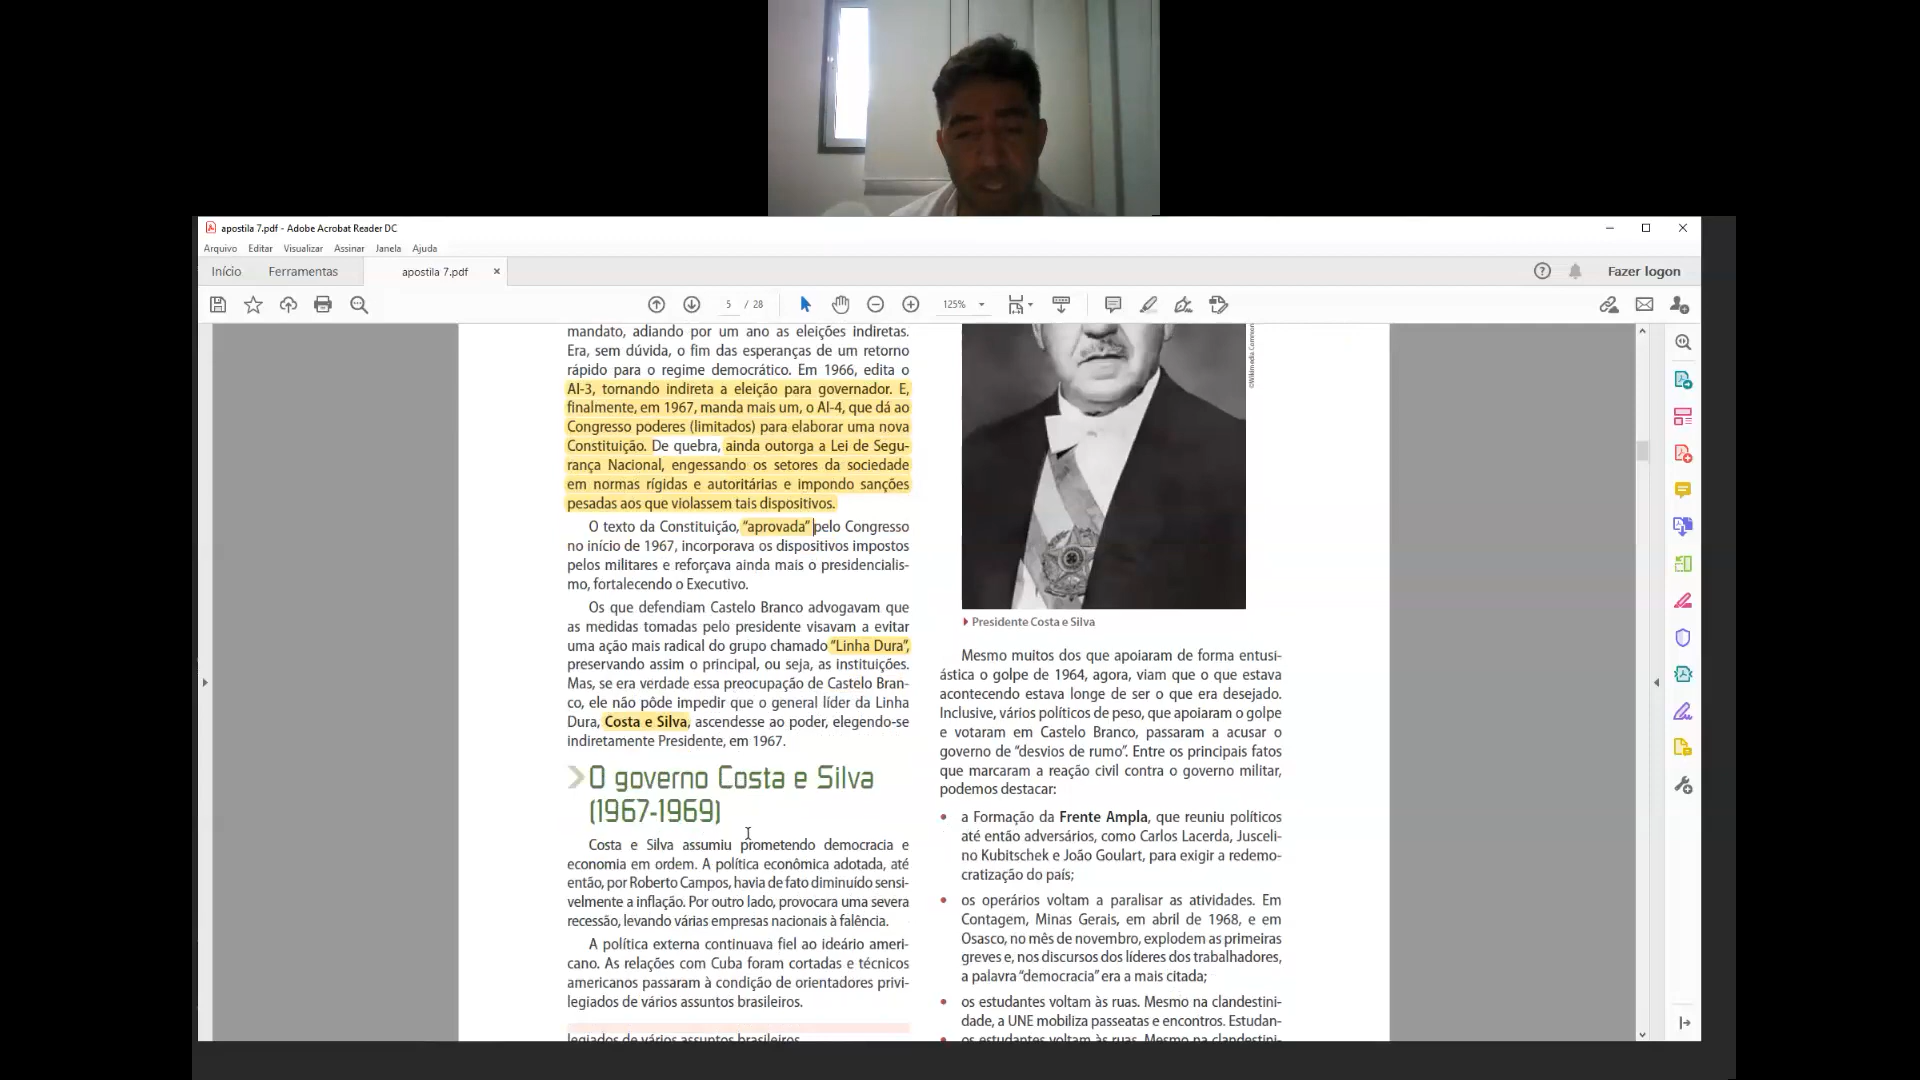 apostila 7.pdf - Adobe Acrobat Reader DC
Arquivo Editar Visualizar Assinar Janela Ajuda
Início Ferramentas apostila 7.pdf × Fazer logon
5 / 28 125%
mandato, adiando por um ano as eleições indiretas.
Era, sem dúvida, o fim das esperanças de um retorno
rápido para o regime democrático. Em 1966, edita o
AI-3, tornando indireta a eleição para governador. E,
finalmente, em 1967, manda mais um, o AI-4, que dá ao
Congresso poderes (limitados) para elaborar uma nova
Constituição. De quebra, ainda outorga a Lei de Segu-
rança Nacional, engessando os setores da sociedade
em normas rígidas e autoritárias e impondo sanções
pesadas aos que violassem tais dispositivos.
O texto da Constituição, “aprovada” pelo Congresso
no início de 1967, incorporava os dispositivos impostos
pelos militares e reforçava ainda mais o presidencialis-
mo, fortalecendo o Executivo.
Os que defendiam Castelo Branco advogavam que
as medidas tomadas pelo presidente visavam a evitar
uma ação mais radical do grupo chamado “Linha Dura”,
preservando assim o principal, ou seja, as instituições.
Mas, se era verdade essa preocupação de Castelo Bran-
co, ele não pôde impedir que o general líder da Linha
Dura, Costa e Silva, ascendesse ao poder, elegendo-se
indiretamente Presidente, em 1967.
O governo Costa e Silva
(1967-1969)
Costa e Silva assumiu prometendo democracia e
economia em ordem. A política econômica adotada, até
então, por Roberto Campos, havia de fato diminuído sensi-
velmente a inflação. Por outro lado, provocara uma severa
recessão, levando várias empresas nacionais à falência.
A política externa continuava fiel ao ideário ameri-
cano. As relações com Cuba foram cortadas e técnicos
americanos passaram à condição de orientadores privi-
legiados de vários assuntos brasileiros.
legiados de vários assuntos brasileiros.
©Wikimedia Commons
Presidente Costa e Silva
Mesmo muitos dos que apoiaram de forma entusi-
ástica o golpe de 1964, agora, viam que o que estava
acontecendo estava longe de ser o que era desejado.
Inclusive, vários políticos de peso, que apoiaram o golpe
e votaram em Castelo Branco, passaram a acusar o
governo de “desvios de rumo”. Entre os principais fatos
que marcaram a reação civil contra o governo militar,
podemos destacar:
• a Formação da Frente Ampla, que reuniu políticos
até então adversários, como Carlos Lacerda, Jusceli-
no Kubitschek e João Goulart, para exigir a redemo-
cratização do país;
• os operários voltam a paralisar as atividades. Em
Contagem, Minas Gerais, em abril de 1968, e em
Osasco, no mês de novembro, explodem as primeiras
greves e, nos discursos dos líderes dos trabalhadores,
a palavra “democracia” era a mais citada;
• os estudantes voltam às ruas. Mesmo na clandestini-
dade, a UNE mobiliza passeatas e encontros. Estudan-
• os estudantes voltam às ruas. Mesmo na clandestini-